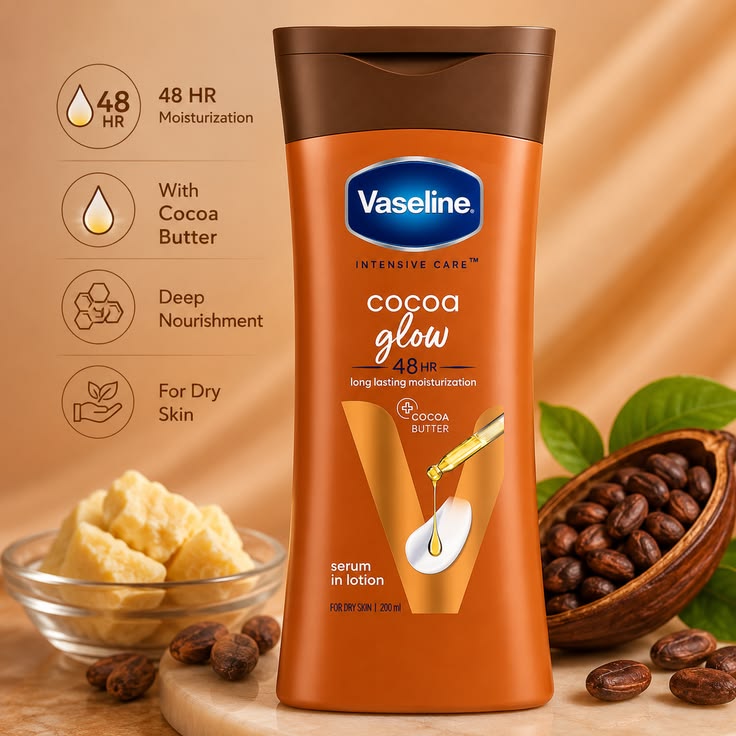 48
HR
48 HR
Moisturization
With
Cocoa
Butter
Deep
Nourishment
For Dry
Skin
Vaseline®
INTENSIVE CARE™
cocoa
glow
48 HR
long lasting moisturization
COCOA
BUTTER
serum
in lotion
FOR DRY SKIN | 200 ml